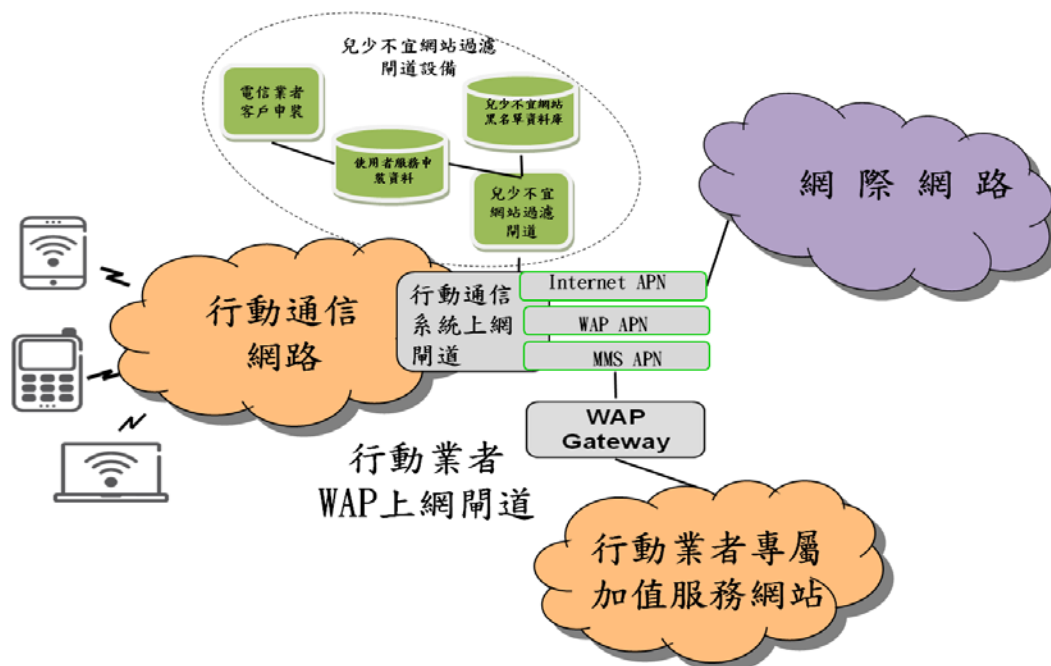 兒少不宜網站過濾
閘道設備
電信業者
客戶申裝
兒少不宜網站
黑名單資料庫
使用者服務申
裝資料
兒少不宜
網站過濾
閘道
網際網路
行動通信
網路
行動通信
系統上網
閘道
Internet APN
WAP APN
MMS APN
WAP
Gateway
行動業者
WAP上網閘道
行動業者專屬
加值服務網站